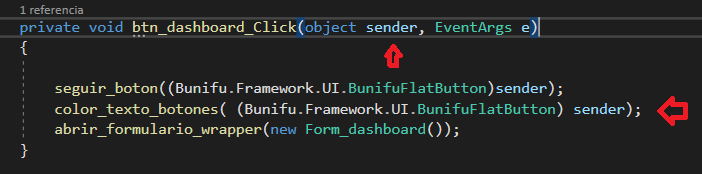 1 referencia
private void btn_dashboard_Click(object sender, EventArgs e)
{
seguir_boton((Bunifu.Framework.UI.BunifuFlatButton)sender);
color_texto_botones( (Bunifu.Framework.UI.BunifuFlatButton) sender);
abrir_formulario_wrapper(new Form_dashboard());
}